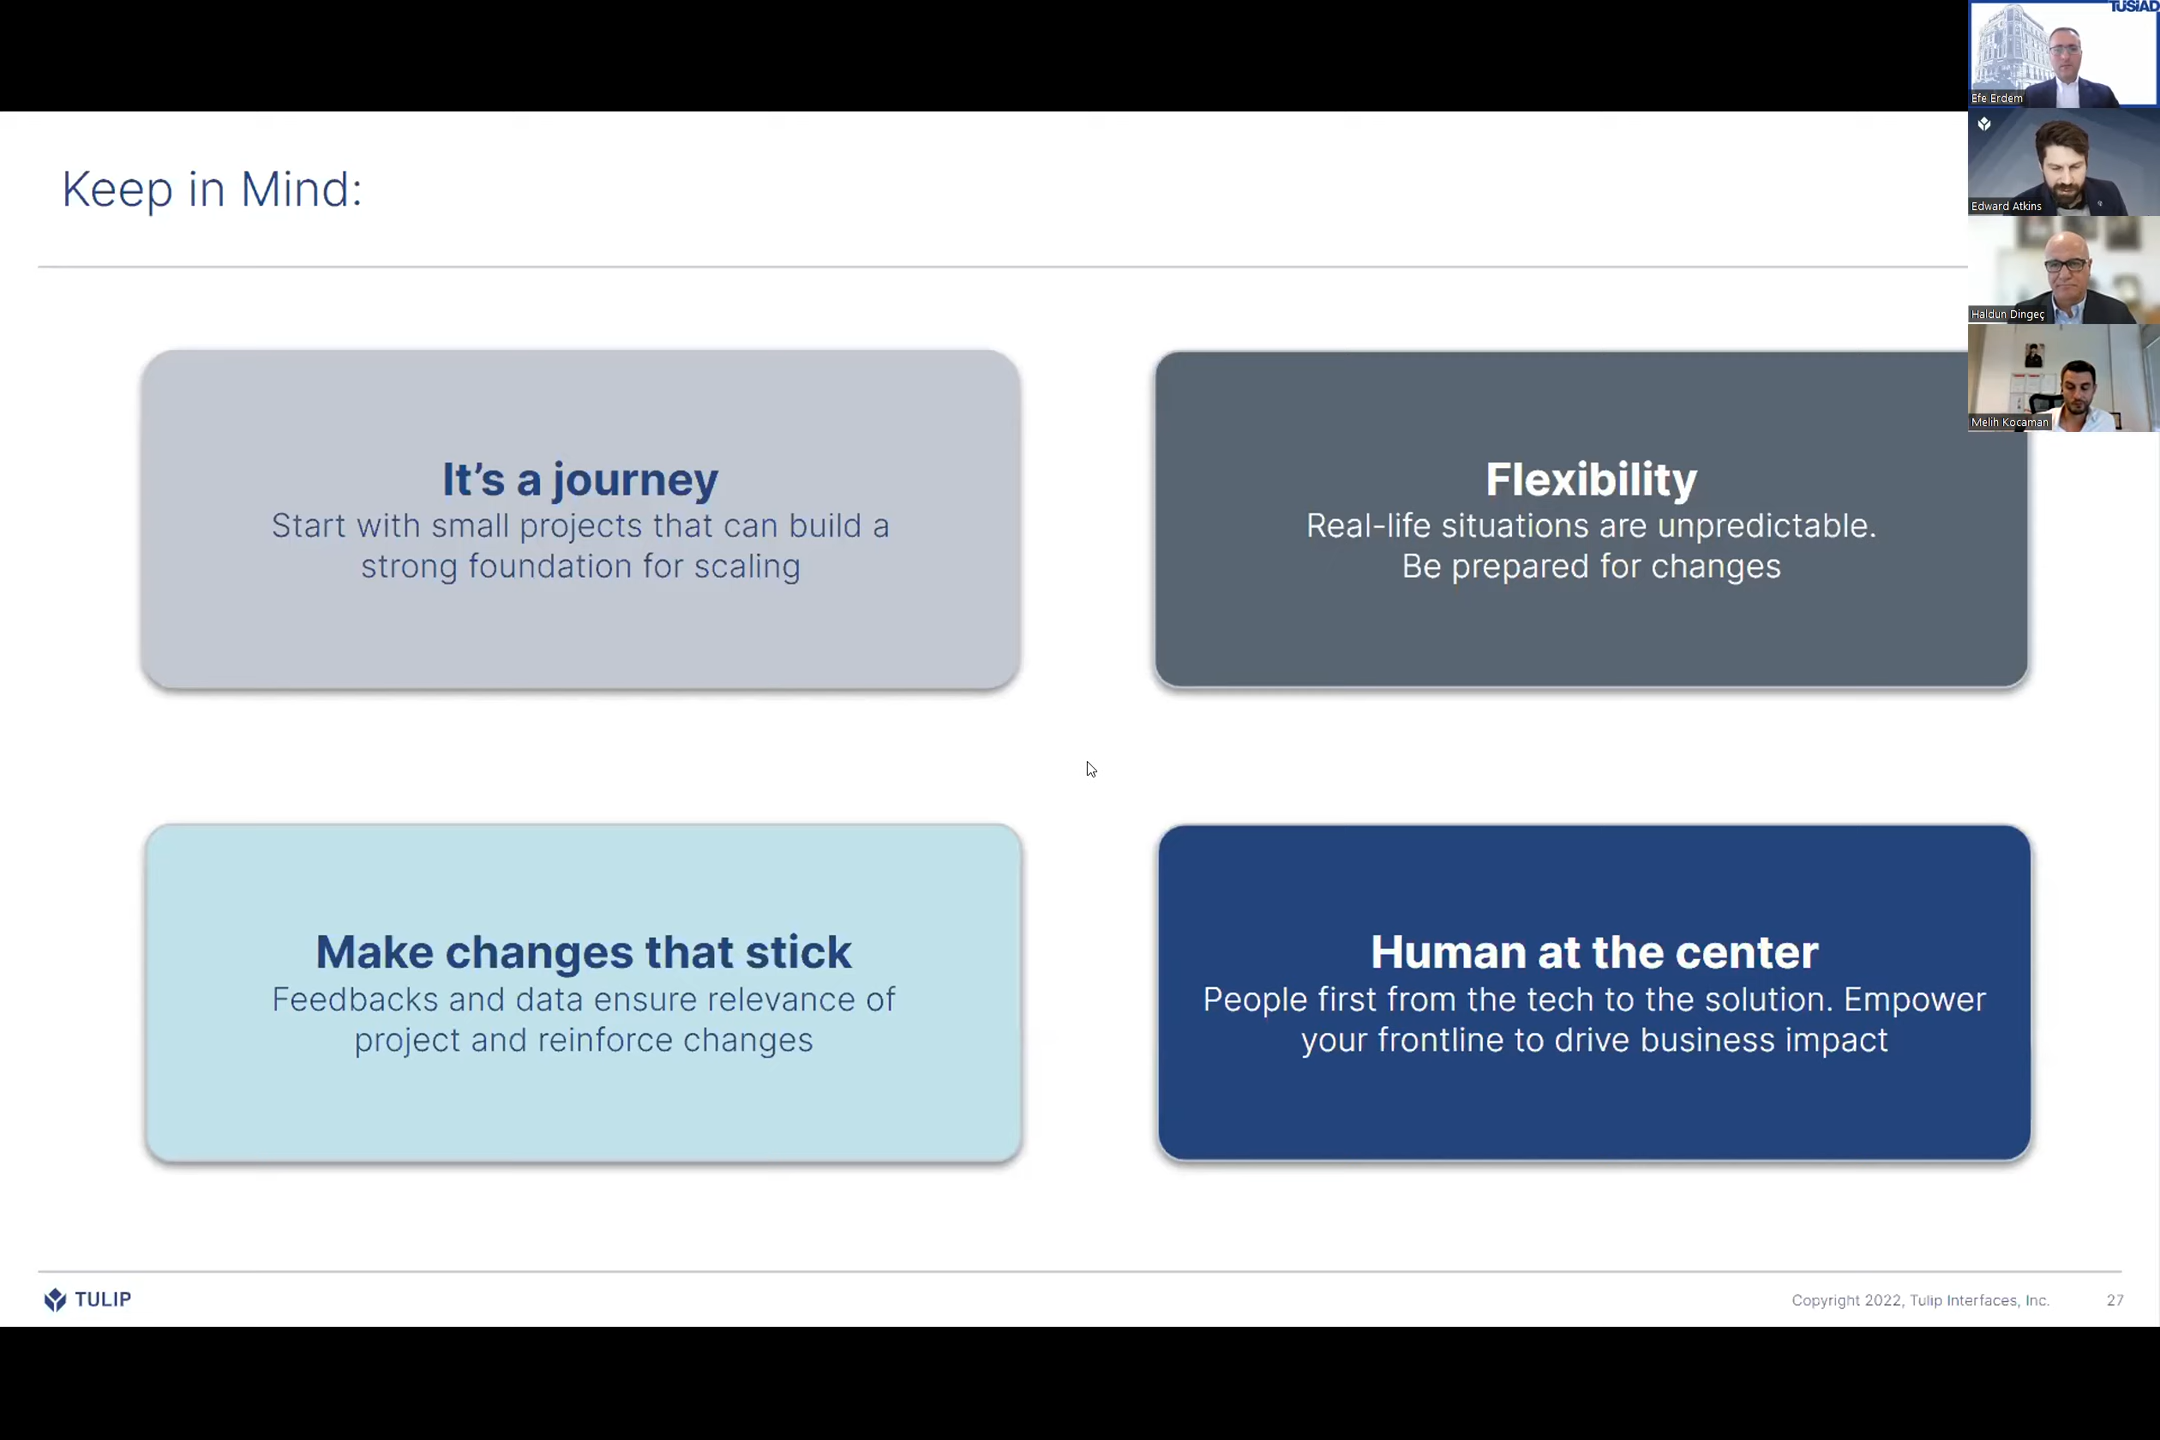 TÜSİAD
Efe Erdem
Edward Atkins
Haldun Dingeç
Melih Kocaman
Keep in Mind:
It’s a journey
Start with small projects that can build a
strong foundation for scaling
Flexibility
Real-life situations are unpredictable.
Be prepared for changes
Make changes that stick
Feedbacks and data ensure relevance of
project and reinforce changes
Human at the center
People first from the tech to the solution. Empower
your frontline to drive business impact
TULIP
Copyright 2022, Tulip Interfaces, Inc.
27